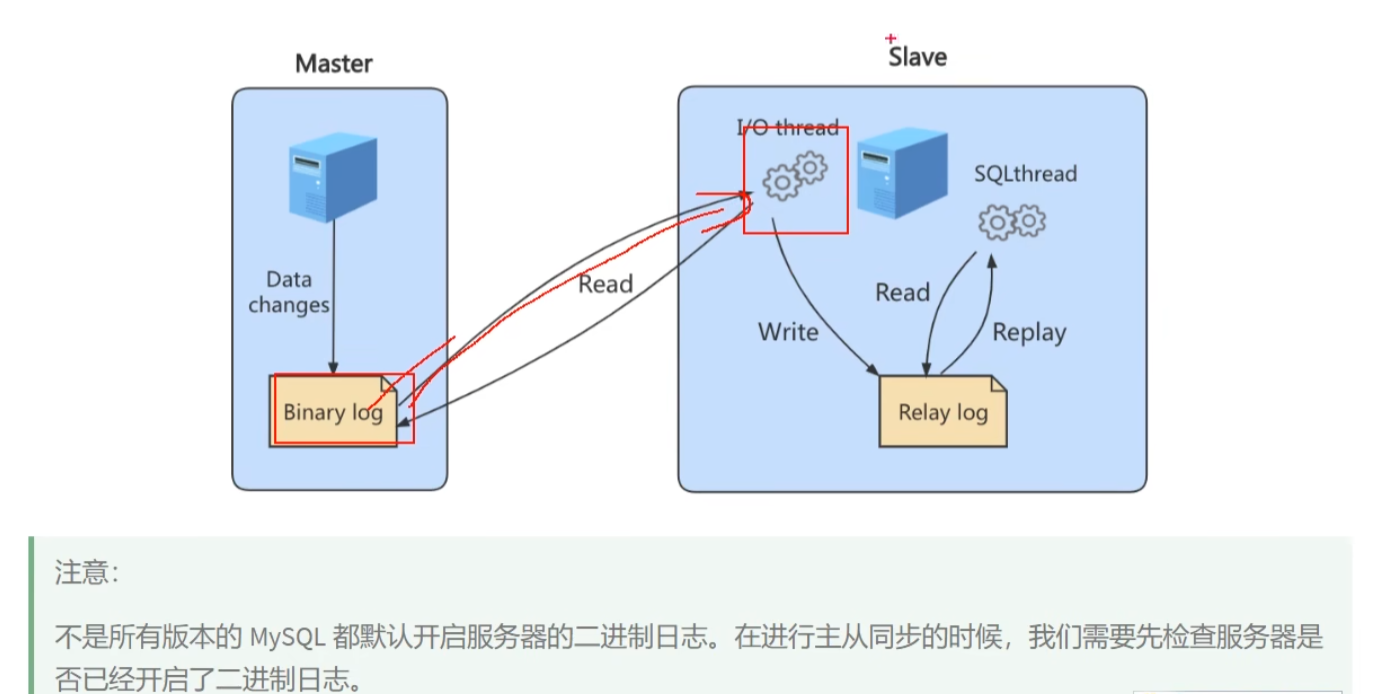 Master
Slave
I/O thread
SQLthread
Data
changes
Read
Read
Write
Replay
Binary log
Relay log
注意：
不是所有版本的 MySQL 都默认开启服务器的二进制日志。在进行主从同步的时候，我们需要先检查服务器是
否已经开启了二进制日志。